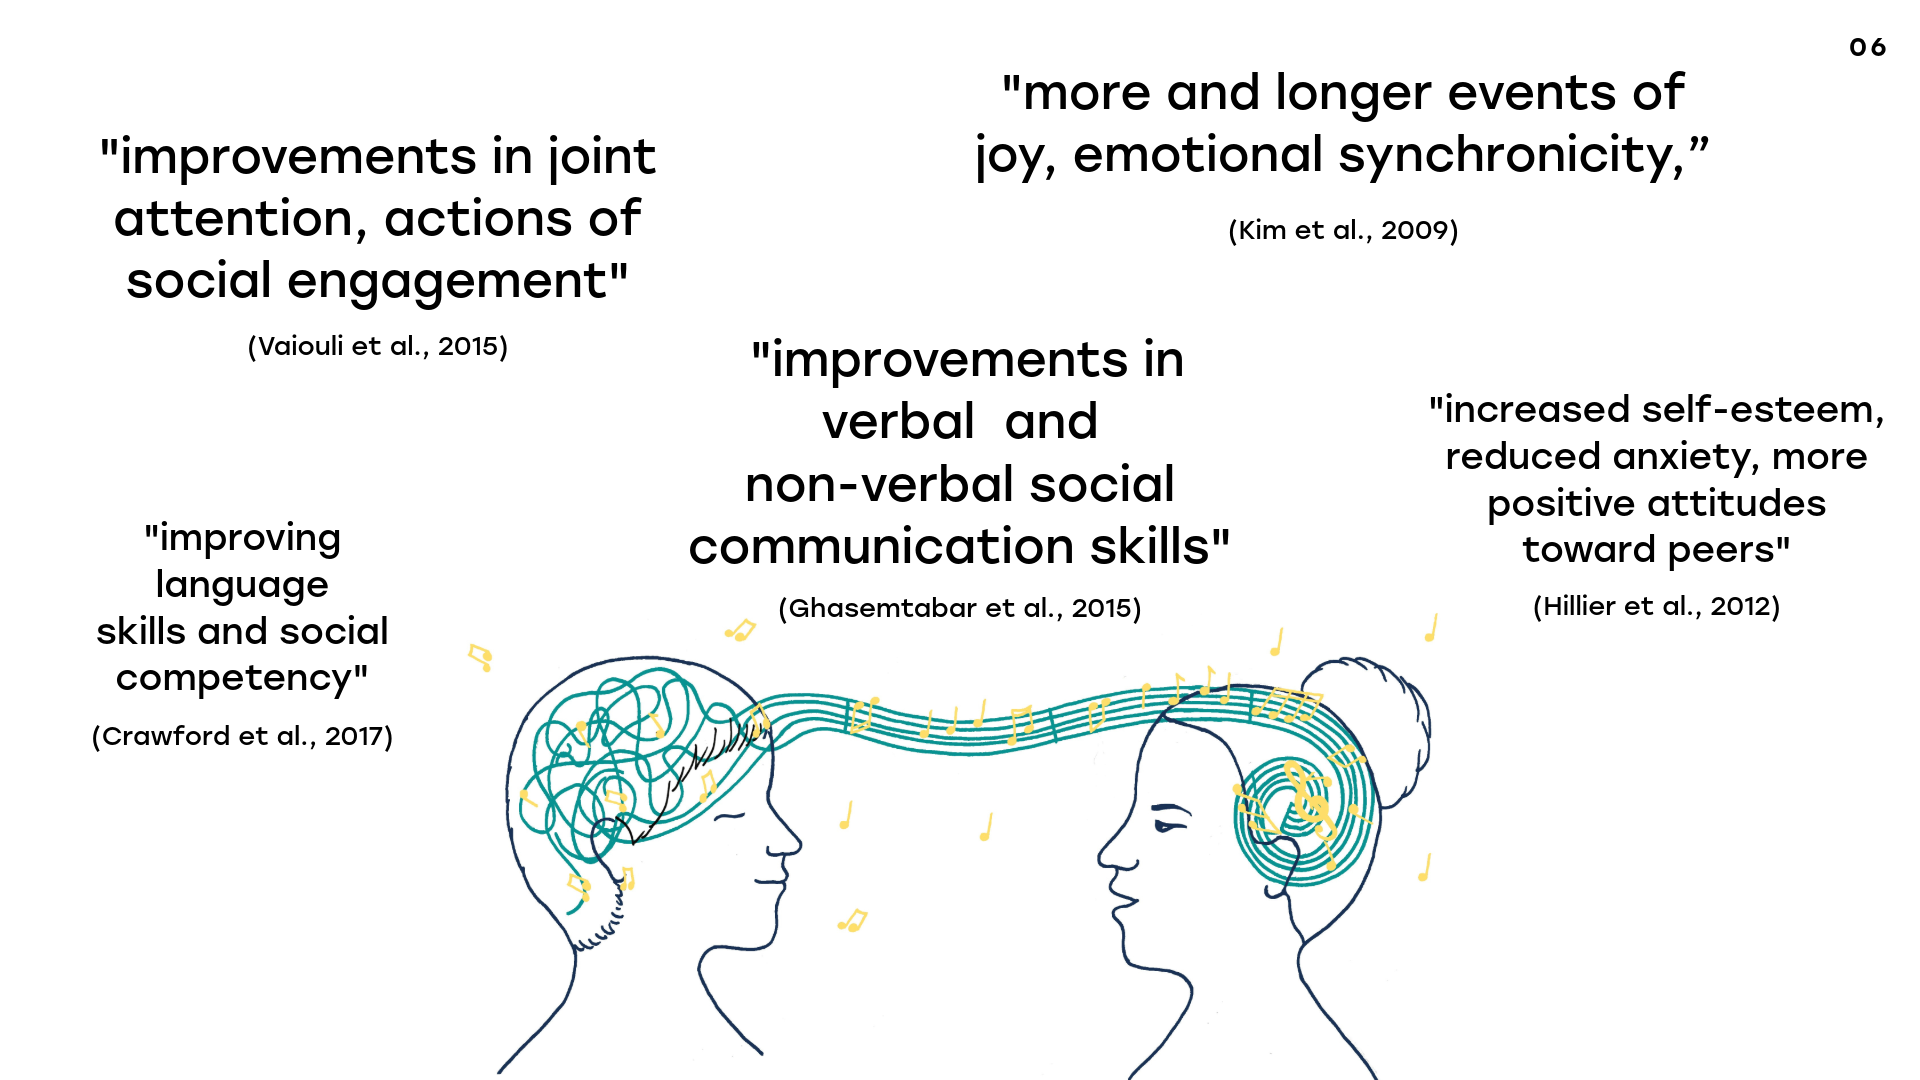 06
"improvements in joint
attention, actions of
social engagement"
(Vaiouli et al., 2015)
"more and longer events of
joy, emotional synchronicity,”
(Kim et al., 2009)
"improvements in
verbal  and
non-verbal social
communication skills"
(Ghasemtabar et al., 2015)
"increased self-esteem,
reduced anxiety, more
positive attitudes
toward peers"
(Hillier et al., 2012)
"improving
language
skills and social
competency"
(Crawford et al., 2017)